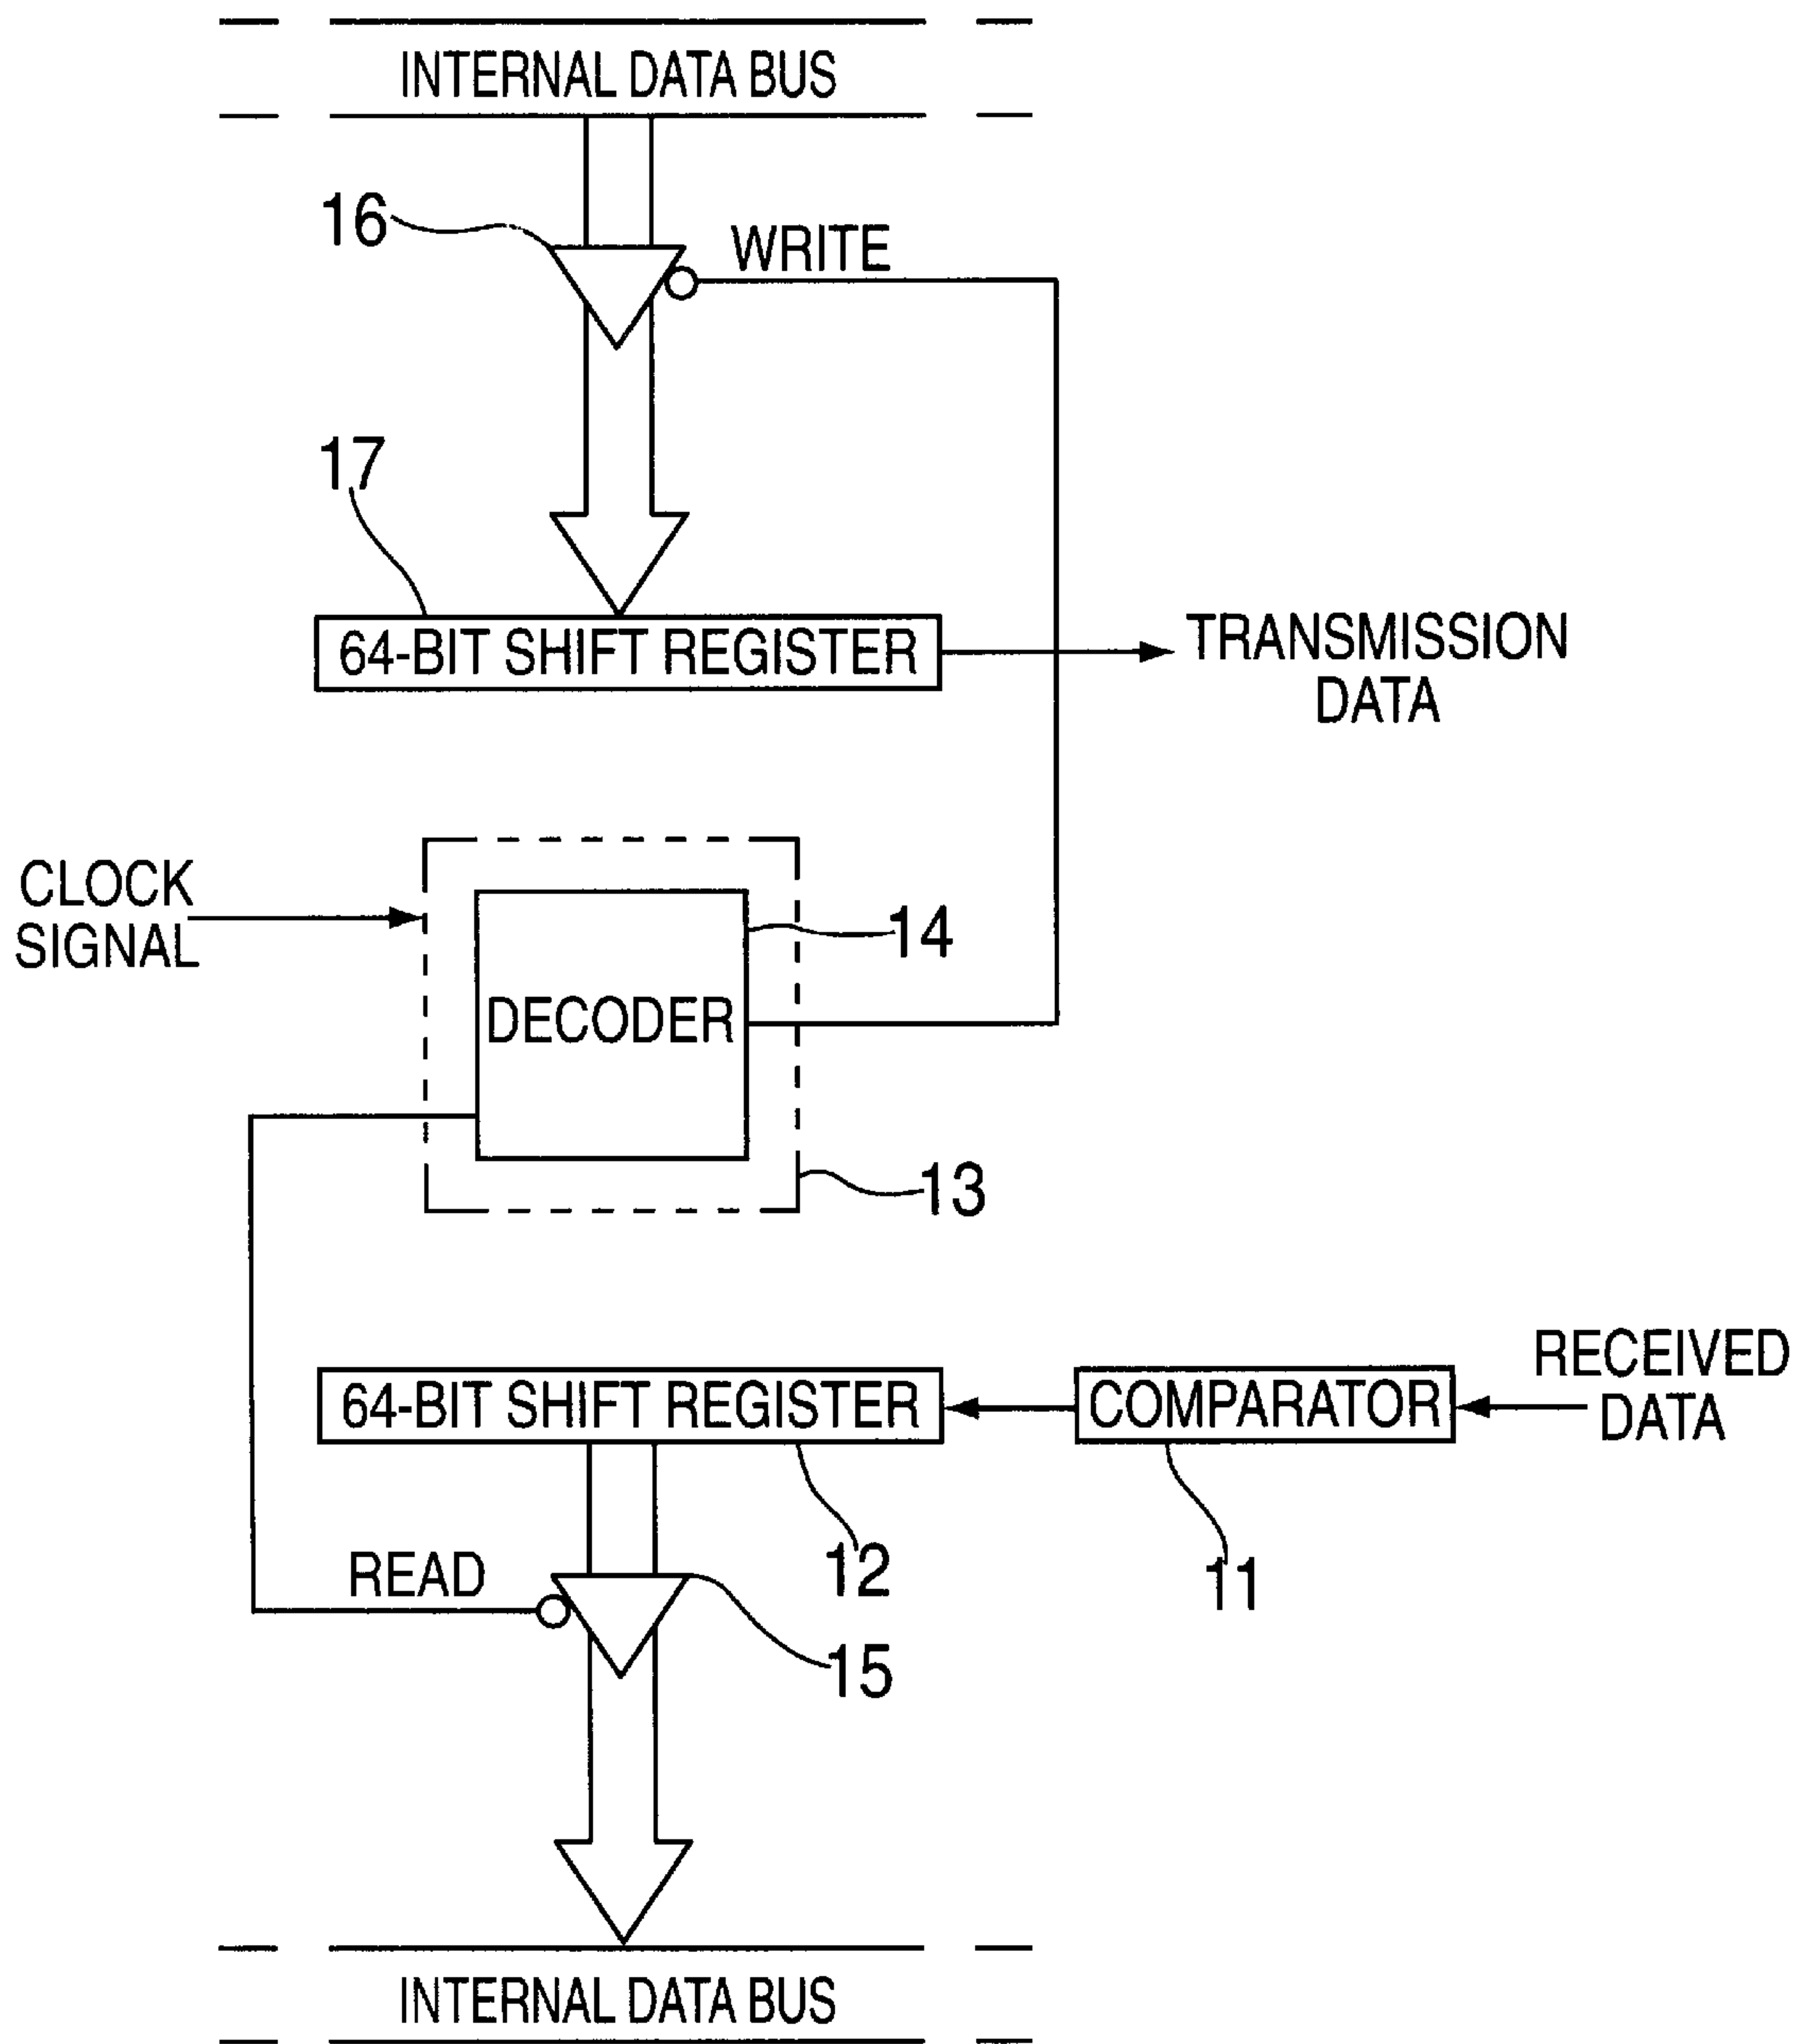 INTERNAL DATA BUS
16
WRITE
17
64-BIT SHIFT REGISTER
TRANSMISSION
DATA
CLOCK
SIGNAL
14
DECODER
13
64-BIT SHIFT REGISTER
COMPARATOR
RECEIVED
DATA
12
11
READ
15
INTERNAL DATA BUS